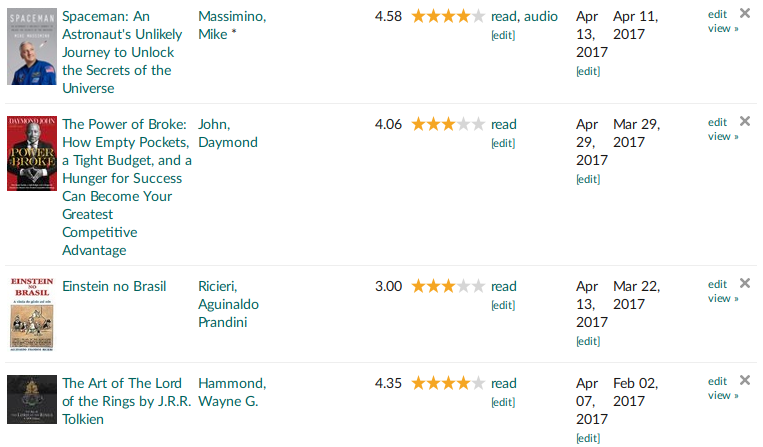 Spaceman: An
Astronaut's Unlikely
Journey to Unlock
the Secrets of the
Universe
Massimino,
Mike *
4.58
read, audio
[edit]
Apr
13,
2017
[edit]
Apr 11,
2017
edit
view »
SPACEMAN
The Power of Broke:
How Empty Pockets,
a Tight Budget, and a
Hunger for Success
Can Become Your
Greatest
Competitive
Advantage
John,
Daymond
4.06
read
[edit]
Apr
29,
2017
[edit]
Mar 29,
2017
edit
view »
DAYMOND JOHN
POWER
BROKE
Einstein no Brasil
Ricieri,
Aguinaldo
Prandini
3.00
read
[edit]
Apr
13,
2017
[edit]
Mar 22,
2017
edit
view »
EINSTEIN
NO
BRASIL
The Art of The Lord
of the Rings by J.R.R.
Tolkien
Hammond,
Wayne G.
4.35
read
[edit]
Apr
07,
2017
[edit]
Feb 02,
2017
edit
view »